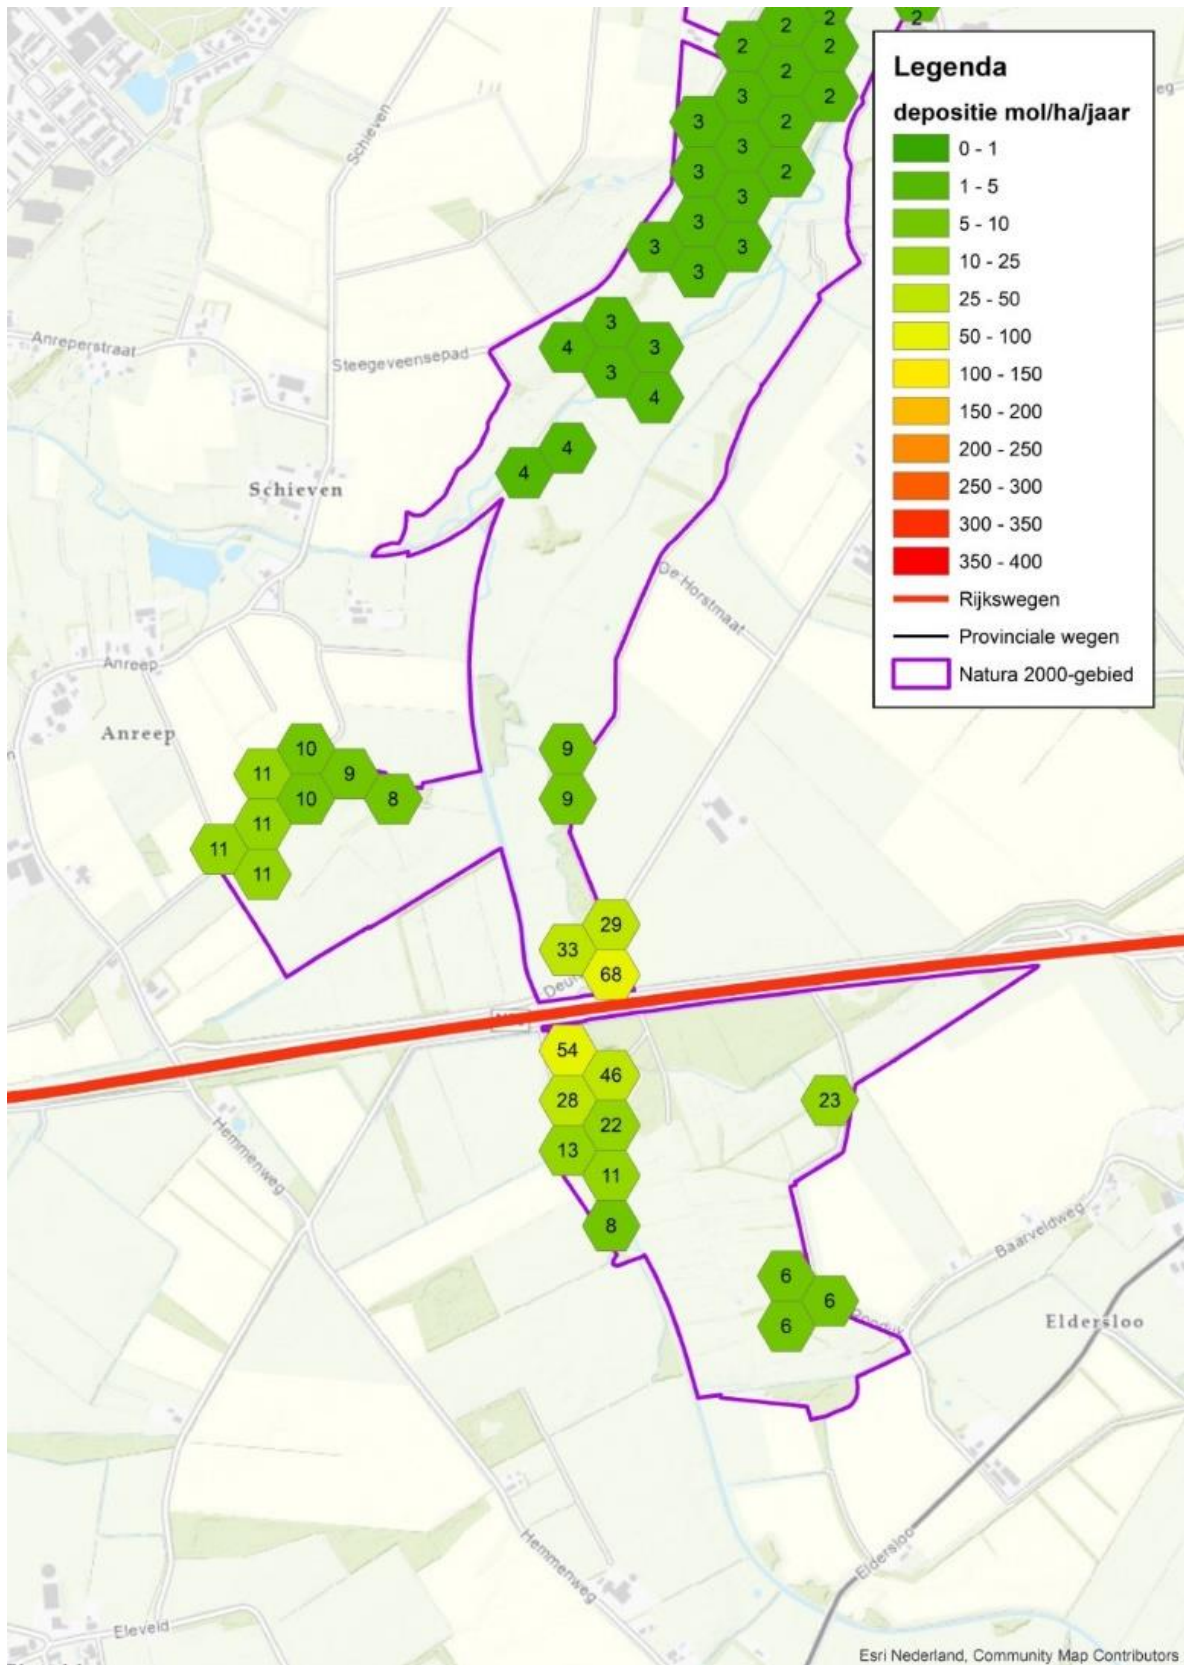 2
2
2
2
2
2
2
3
2
3
2
3
3
2
3
3
3
3
3
Legenda
depositie mol/ha/jaar
0 - 1
1 - 5
5 - 10
10 - 25
25 - 50
50 - 100
100 - 150
150 - 200
200 - 250
250 - 300
300 - 350
350 - 400
Rijkswegen
Provinciale wegen
Natura 2000-gebied
Schieven
3
Anreperstraat
4
3
Steegeveensepad
3
4
4
4
Schieven
De Horstmaat
Anreep
Anreep
10
9
11
9
10
8
9
11
11
11
29
33
68
54
46
28
23
22
13
11
Hemmenweg
8
Baarveldweg
6
6
6
Eldersloo
Hemmenweg
Eldersloo
Eleveld
Esri Nederland, Community Map Contributors